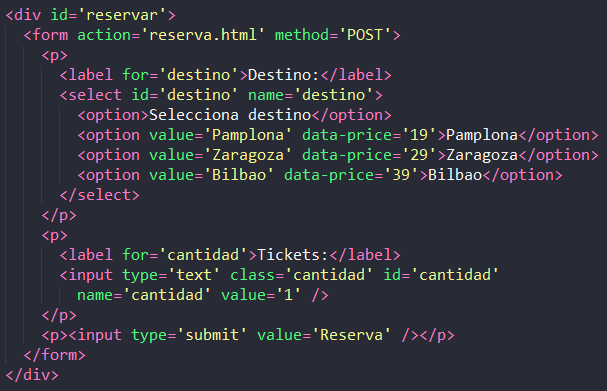 <div id='reservar'>
<form action='reserva.html' method='POST'>
<p>
<label for='destino'>Destino:</label>
<select id='destino' name='destino'>
<option>Selecciona destino</option>
<option value='Pamplona' data-price='19'>Pamplona</option>
<option value='Zaragoza' data-price='29'>Zaragoza</option>
<option value='Bilbao' data-price='39'>Bilbao</option>
</select>
</p>
<p>
<label for='cantidad'>Tickets:</label>
<input type='text' class='cantidad' id='cantidad'
name='cantidad' value='1' />
</p>
<p><input type='submit' value='Reserva' /></p>
</form>
</div>